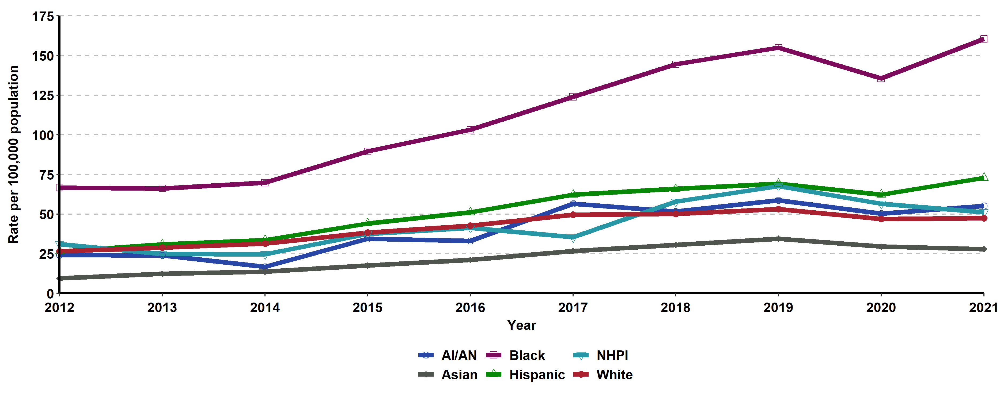 175
150
125
100
75
50
25
0
Rate per 100,000 population
2012 2013 2014 2015 2016 2017 2018 2019 2020 2021
Year
AI/AN Black NHPI
Asian Hispanic White